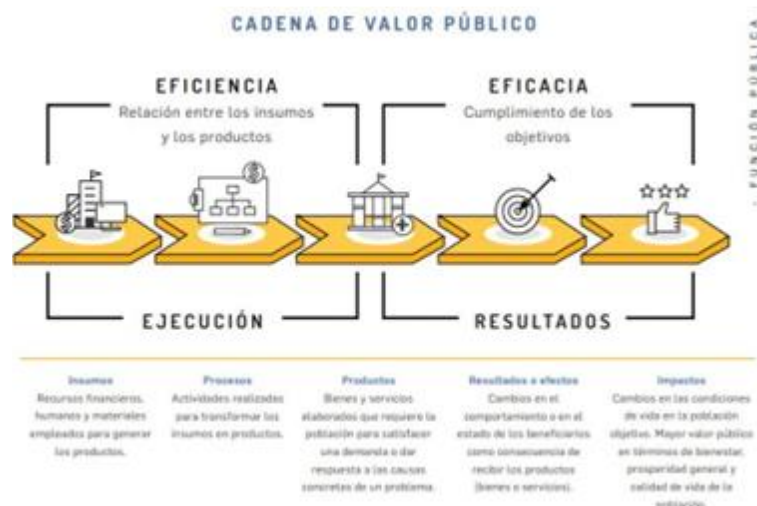 CADENA DE VALOR PÚBLICO
EFICIENCIA
Relación entre los insumos
y los productos
EFICACIA
Cumplimiento de los
objetivos
- FUNCIÓN PÚBLICA -
EJECUCIÓN
RESULTADOS
Insumos
Recursos financieros,
humanos y materiales
empleados para generar
los productos.
Procesos
Actividades realizadas
para transformar los
insumos en productos.
Productos
Bienes y servicios
elaborados que requiere la
población para satisfacer
una demanda o dar
respuesta a las causas
concretas de un problema.
Resultados o efectos
Cambios en el
comportamiento o en el
estado de los beneficiarios
como consecuencia de
recibir los productos
(bienes o servicios).
Impactos
Cambios en las condiciones
de vida en la población
objetivo. Mayor valor público
en términos de bienestar,
prosperidad general y
calidad de vida de la
población.